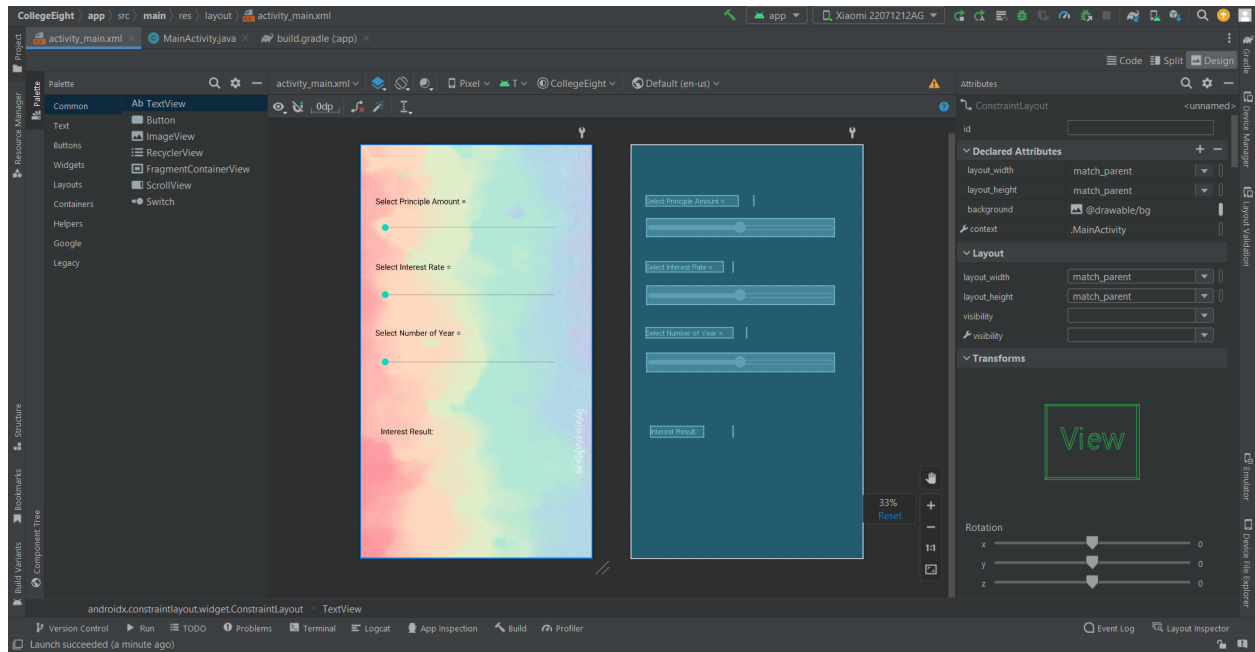 CollegeEight app src main res layout activity_main.xml app Xiaomi 22071212AG
activity_main.xml MainActivity.java build.gradle (:app)
Code Split Design
Project
Resource Manager
Structure
Bookmarks
Build Variants
Palette
Component Tree
Palette
Common
Text
Buttons
Widgets
Layouts
Containers
Helpers
Google
Legacy
Ab TextView
Button
ImageView
RecyclerView
FragmentContainerView
ScrollView
Switch
activity_main.xml Pixel T CollegeEight Default (en-us)
0dp
Select Principle Amount =
Select Interest Rate =
Select Number of Year =
Interest Result:
Select Principle Amount =
Select Interest Rate =
Select Number of Year =
Interest Result:
33%
Reset
1:1
Attributes
ConstraintLayout <unnamed>
id
Declared Attributes
layout_width match_parent
layout_height match_parent
background @drawable/bg
context .MainActivity
Layout
layout_width match_parent
layout_height match_parent
visibility
visibility
Transforms
View
Rotation
x 0
y 0
z 0
Gradle
Device Manager
Layout Validation
Emulator
Device File Explorer
androidx.constraintlayout.widget.ConstraintLayout TextView
Version Control Run TODO Problems Terminal Logcat App Inspection Build Profiler Event Log Layout Inspector
Launch succeeded (a minute ago)